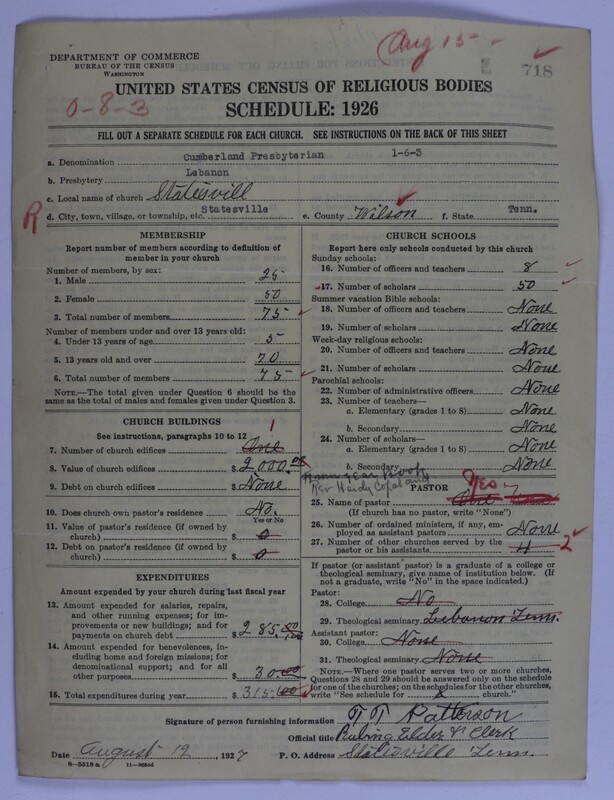 Aug 15-
718
DEPARTMENT OF COMMERCE
BUREAU OF THE CENSUS
WASHINGTON
UNITED STATES CENSUS OF RELIGIOUS BODIES
0-8-3
SCHEDULE: 1926
FILL OUT A SEPARATE SCHEDULE FOR EACH CHURCH. SEE INSTRUCTIONS ON THE BACK OF THIS SHEET
a. Denomination Cumberland Presbyterian 1-6-3
b. Presbytery Lebanon
c. Local name of church Statesvill
R d. City, town, village, or township, etc. Statesville e. County Wilson f. State Tenn.
MEMBERSHIP
Report number of members according to definition of
member in your church
Number of members, by sex:
1. Male 25
2. Female 50
3. Total number of members 75
Number of members under and over 13 years old:
4. Under 13 years of age 5
5. 13 years old and over 70
6. Total number of members 75
NOTE.—The total given under Question 6 should be the
same as the total of males and females given under Question 3.
CHURCH BUILDINGS
See instructions, paragraphs 10 to 12
1
7. Number of church edifices One
8. Value of church edifices $ 2000.00
9. Debt on church edifices $ None
10. Does church own pastor's residence? No.
Yes or No
11. Value of pastor's residence (if owned by
church) $ 0
12. Debt on pastor's residence (if owned by
church) $ 0
EXPENDITURES
Amount expended by your church during last fiscal year
13. Amount expended for salaries, repairs,
and other running expenses; for im-
provements or new buildings; and for
payments on church debt $ 285.00
14. Amount expended for benevolences,
including home and foreign missions; for
denominational support; and for all
other purposes $ 30.00
15. Total expenditures during year $ 315.00
CHURCH SCHOOLS
Report here only schools conducted by this church
Sunday schools:
16. Number of officers and teachers 8
17. Number of scholars 50
Summer vacation Bible schools:
18. Number of officers and teachers None
19. Number of scholars None
Week-day religious schools:
20. Number of officers and teachers None
21. Number of scholars None
Parochial schools:
22. Number of administrative officers None
23. Number of teachers—
a. Elementary (grades 1 to 8) None
b. Secondary None
24. Number of scholars—
a. Elementary (grades 1 to 8) None
b. Secondary None
From Year Book
Rev Hardy Copeland
PASTOR Yes
25. Name of pastor
(If church has no pastor, write "None")
26. Number of ordained ministers, if any, em-
ployed as assistant pastors None
27. Number of other churches served by the
pastor or his assistants 4 2
If pastor (or assistant pastor) is a graduate of a college or
theological seminary, give name of institution below. (If
not a graduate, write "No" in the space indicated.)
Pastor:
28. College No
29. Theological seminary Lebanon Tenn.
Assistant pastor:
30. College None
31. Theological seminary None
NOTE.—Where one pastor serves two or more churches,
Questions 28 and 29 should be answered only on the schedule
for one of the churches; on the schedules for the other churches,
write "See schedule for X church."
Signature of person furnishing information T. T. Patterson
Official title Ruling Elder & Clerk
Date August 12, 1927 P. O. Address Statesville Tenn.
8-5318 a 11-98464